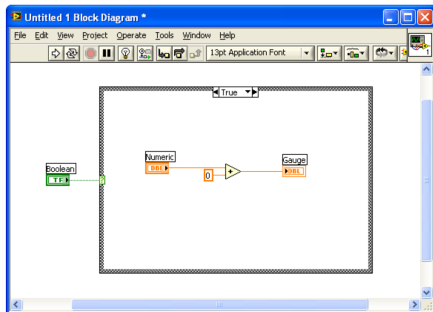 Untitled 1 Block Diagram *
File Edit View Project Operate Tools Window Help
13pt Application Font
1
True
Numeric
DBL
0
Gauge
DBL
Boolean
TF
?